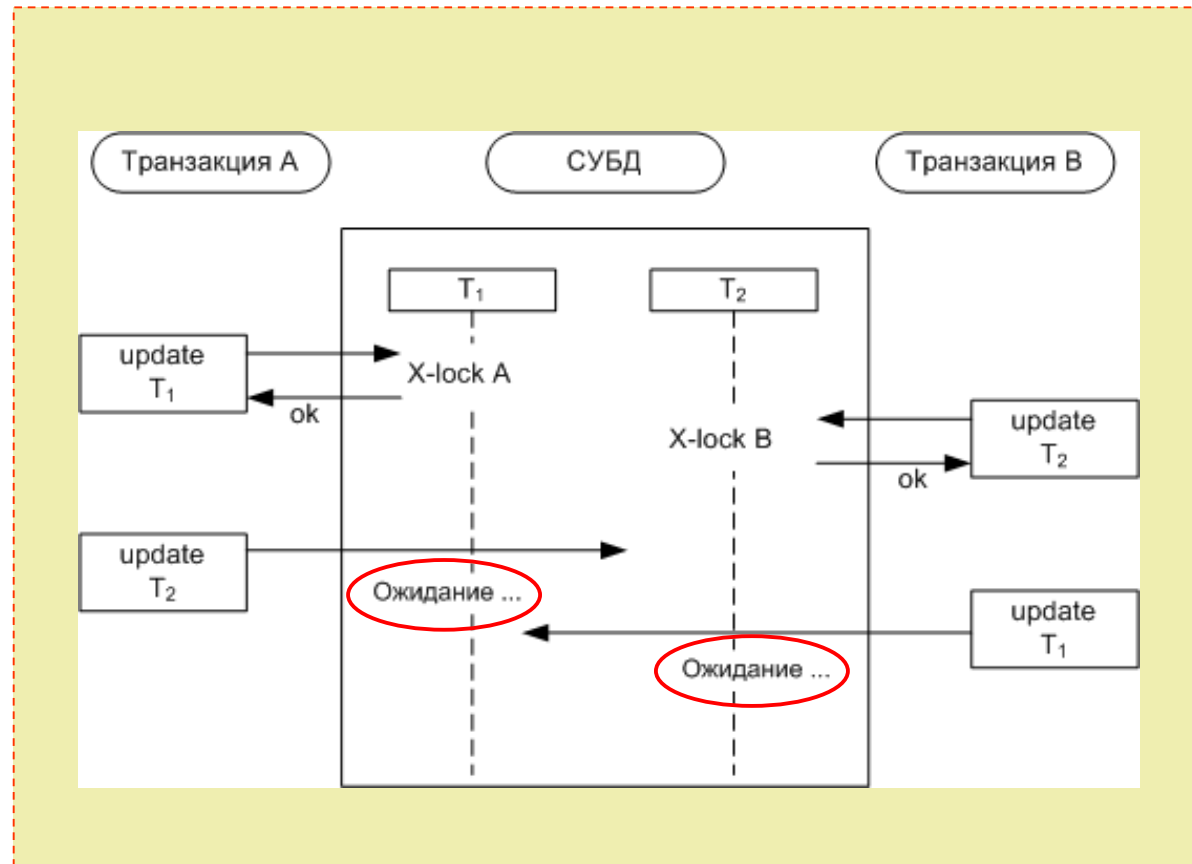 Транзакция A
СУБД
Транзакция B
T₁
T₂
update
T₁
X-lock A
ok
update
T₂
X-lock B
ok
update
T₂
Ожидание ...
update
T₁
Ожидание ...